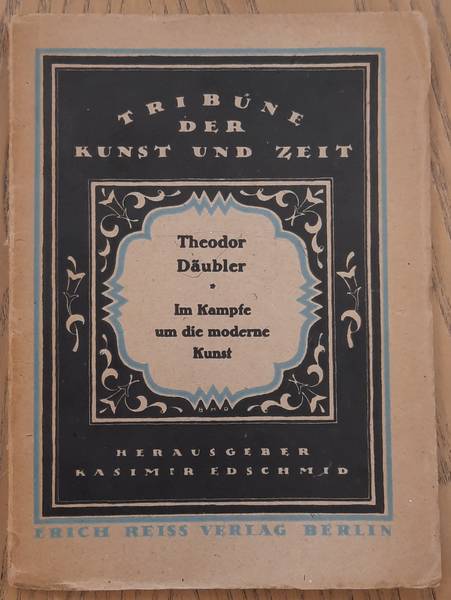 TRIBÜNE
DER
KUNST UND ZEIT
Theodor
Däubler
*
Im Kampfe
um die moderne
Kunst
HERAUSGEBER
KASIMIR EDSCHMID
ERICH REISS VERLAG BERLIN